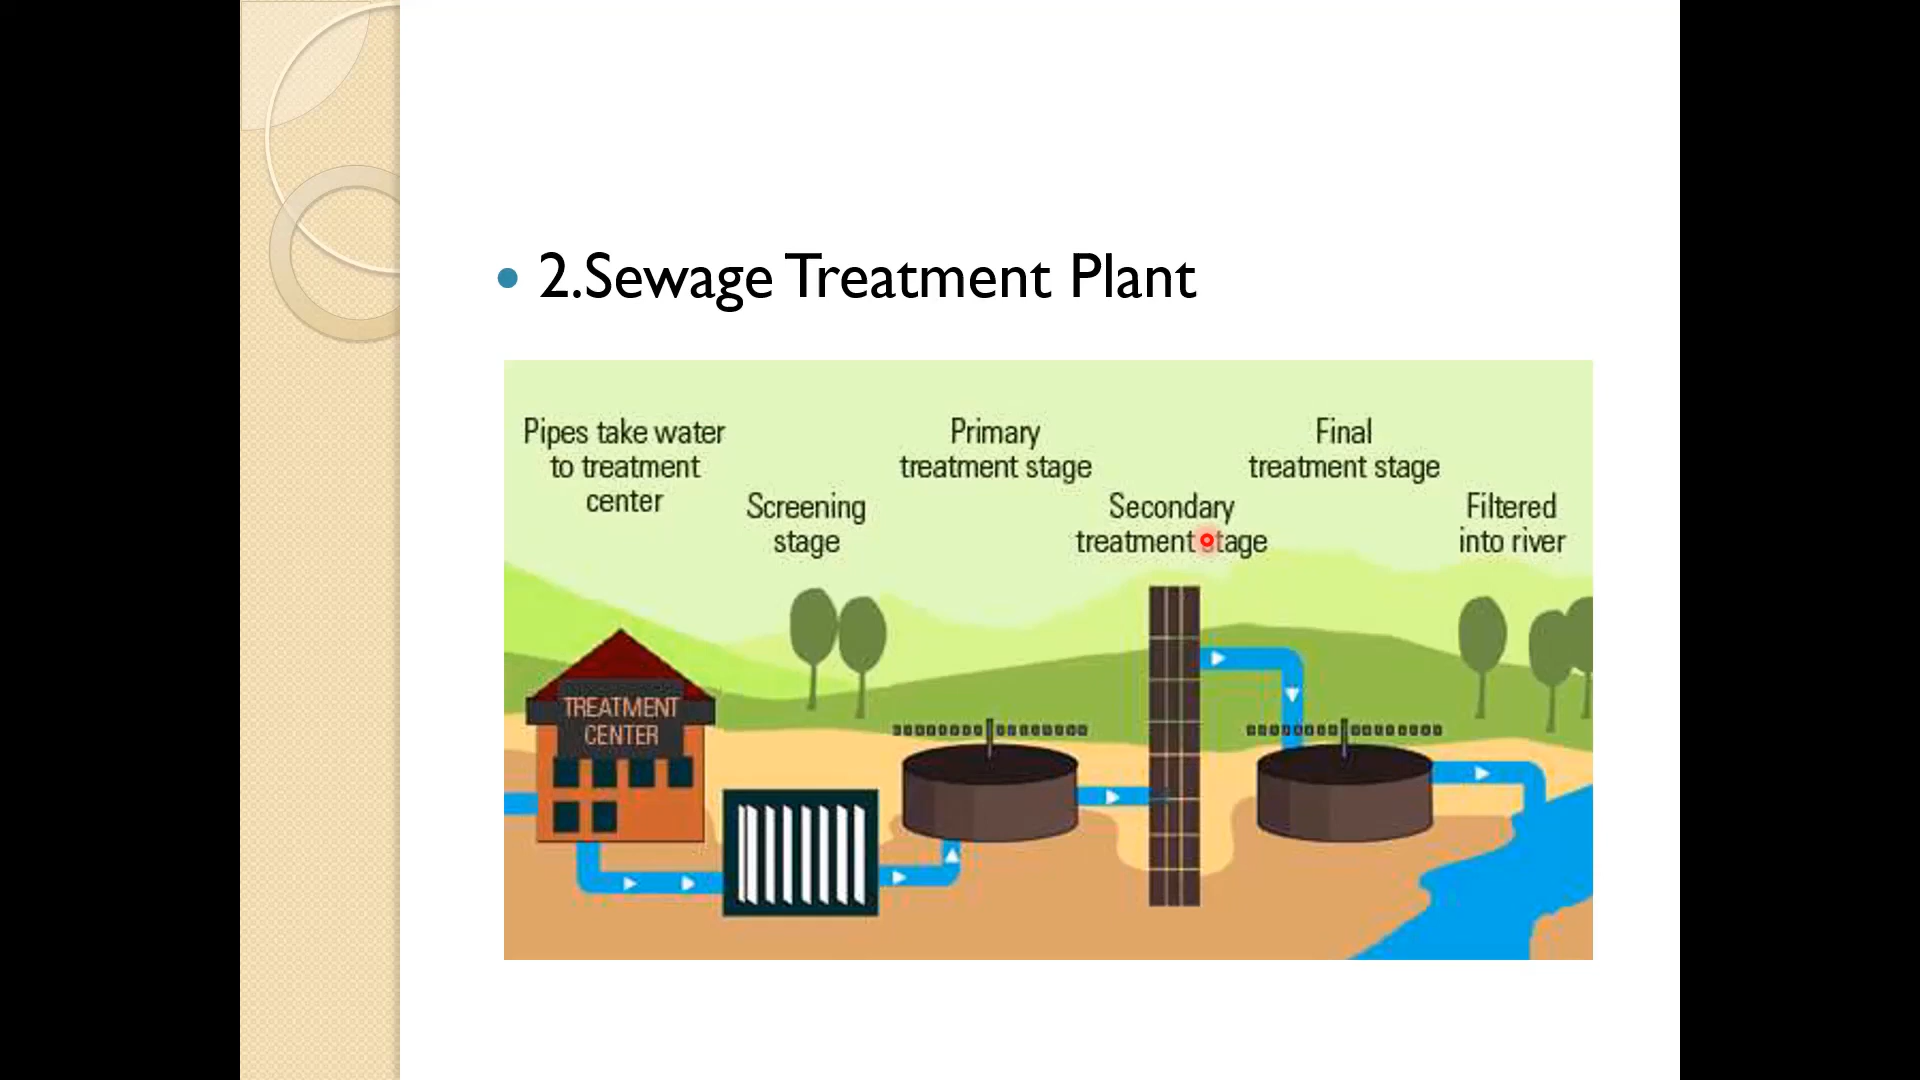 2.Sewage Treatment Plant
Pipes take water
to treatment
center
Screening
stage
Primary
treatment stage
Secondary
treatment stage
Final
treatment stage
Filtered
into river
TREATMENT
CENTER